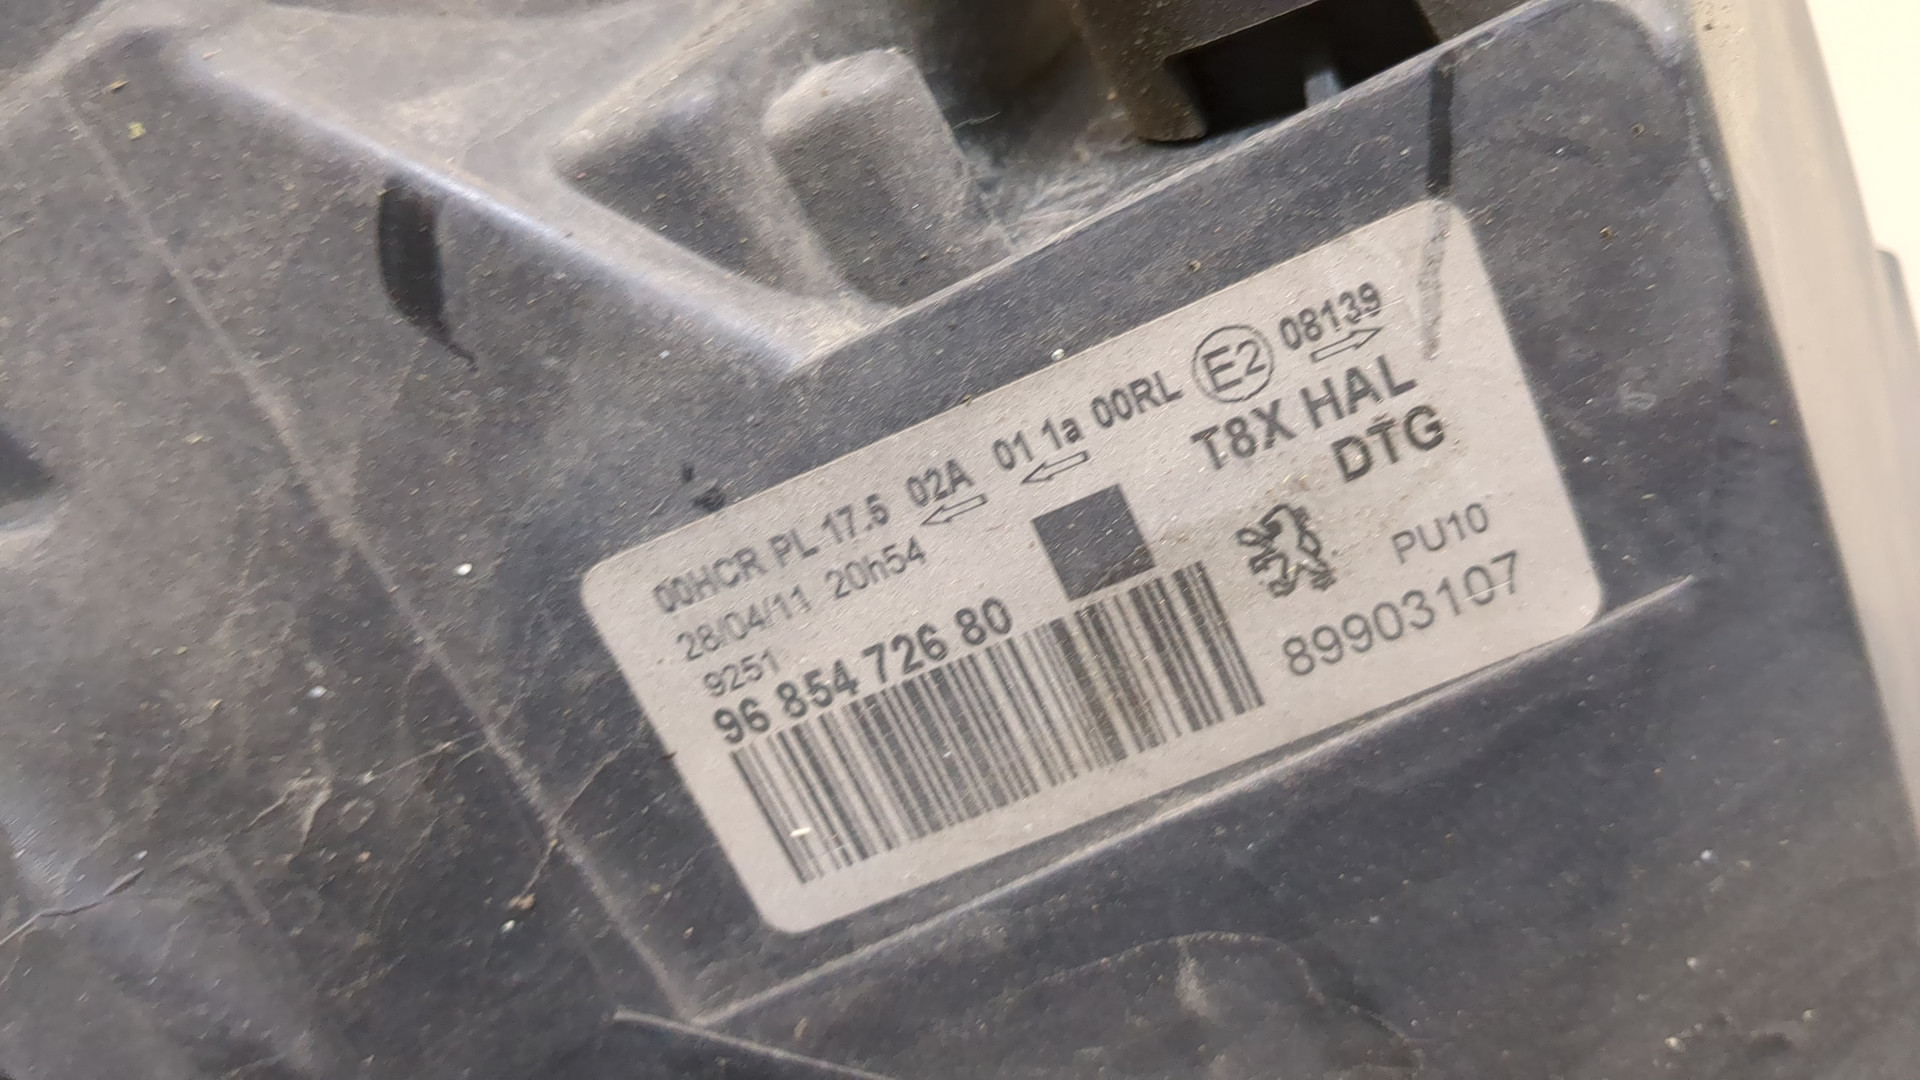 00HCR PL 17.5 02A 01 1a 00RL E2 08139
28/04/11 20h54
T8X HAL
DTG
9251
96 854 726 80
PU10
89903107